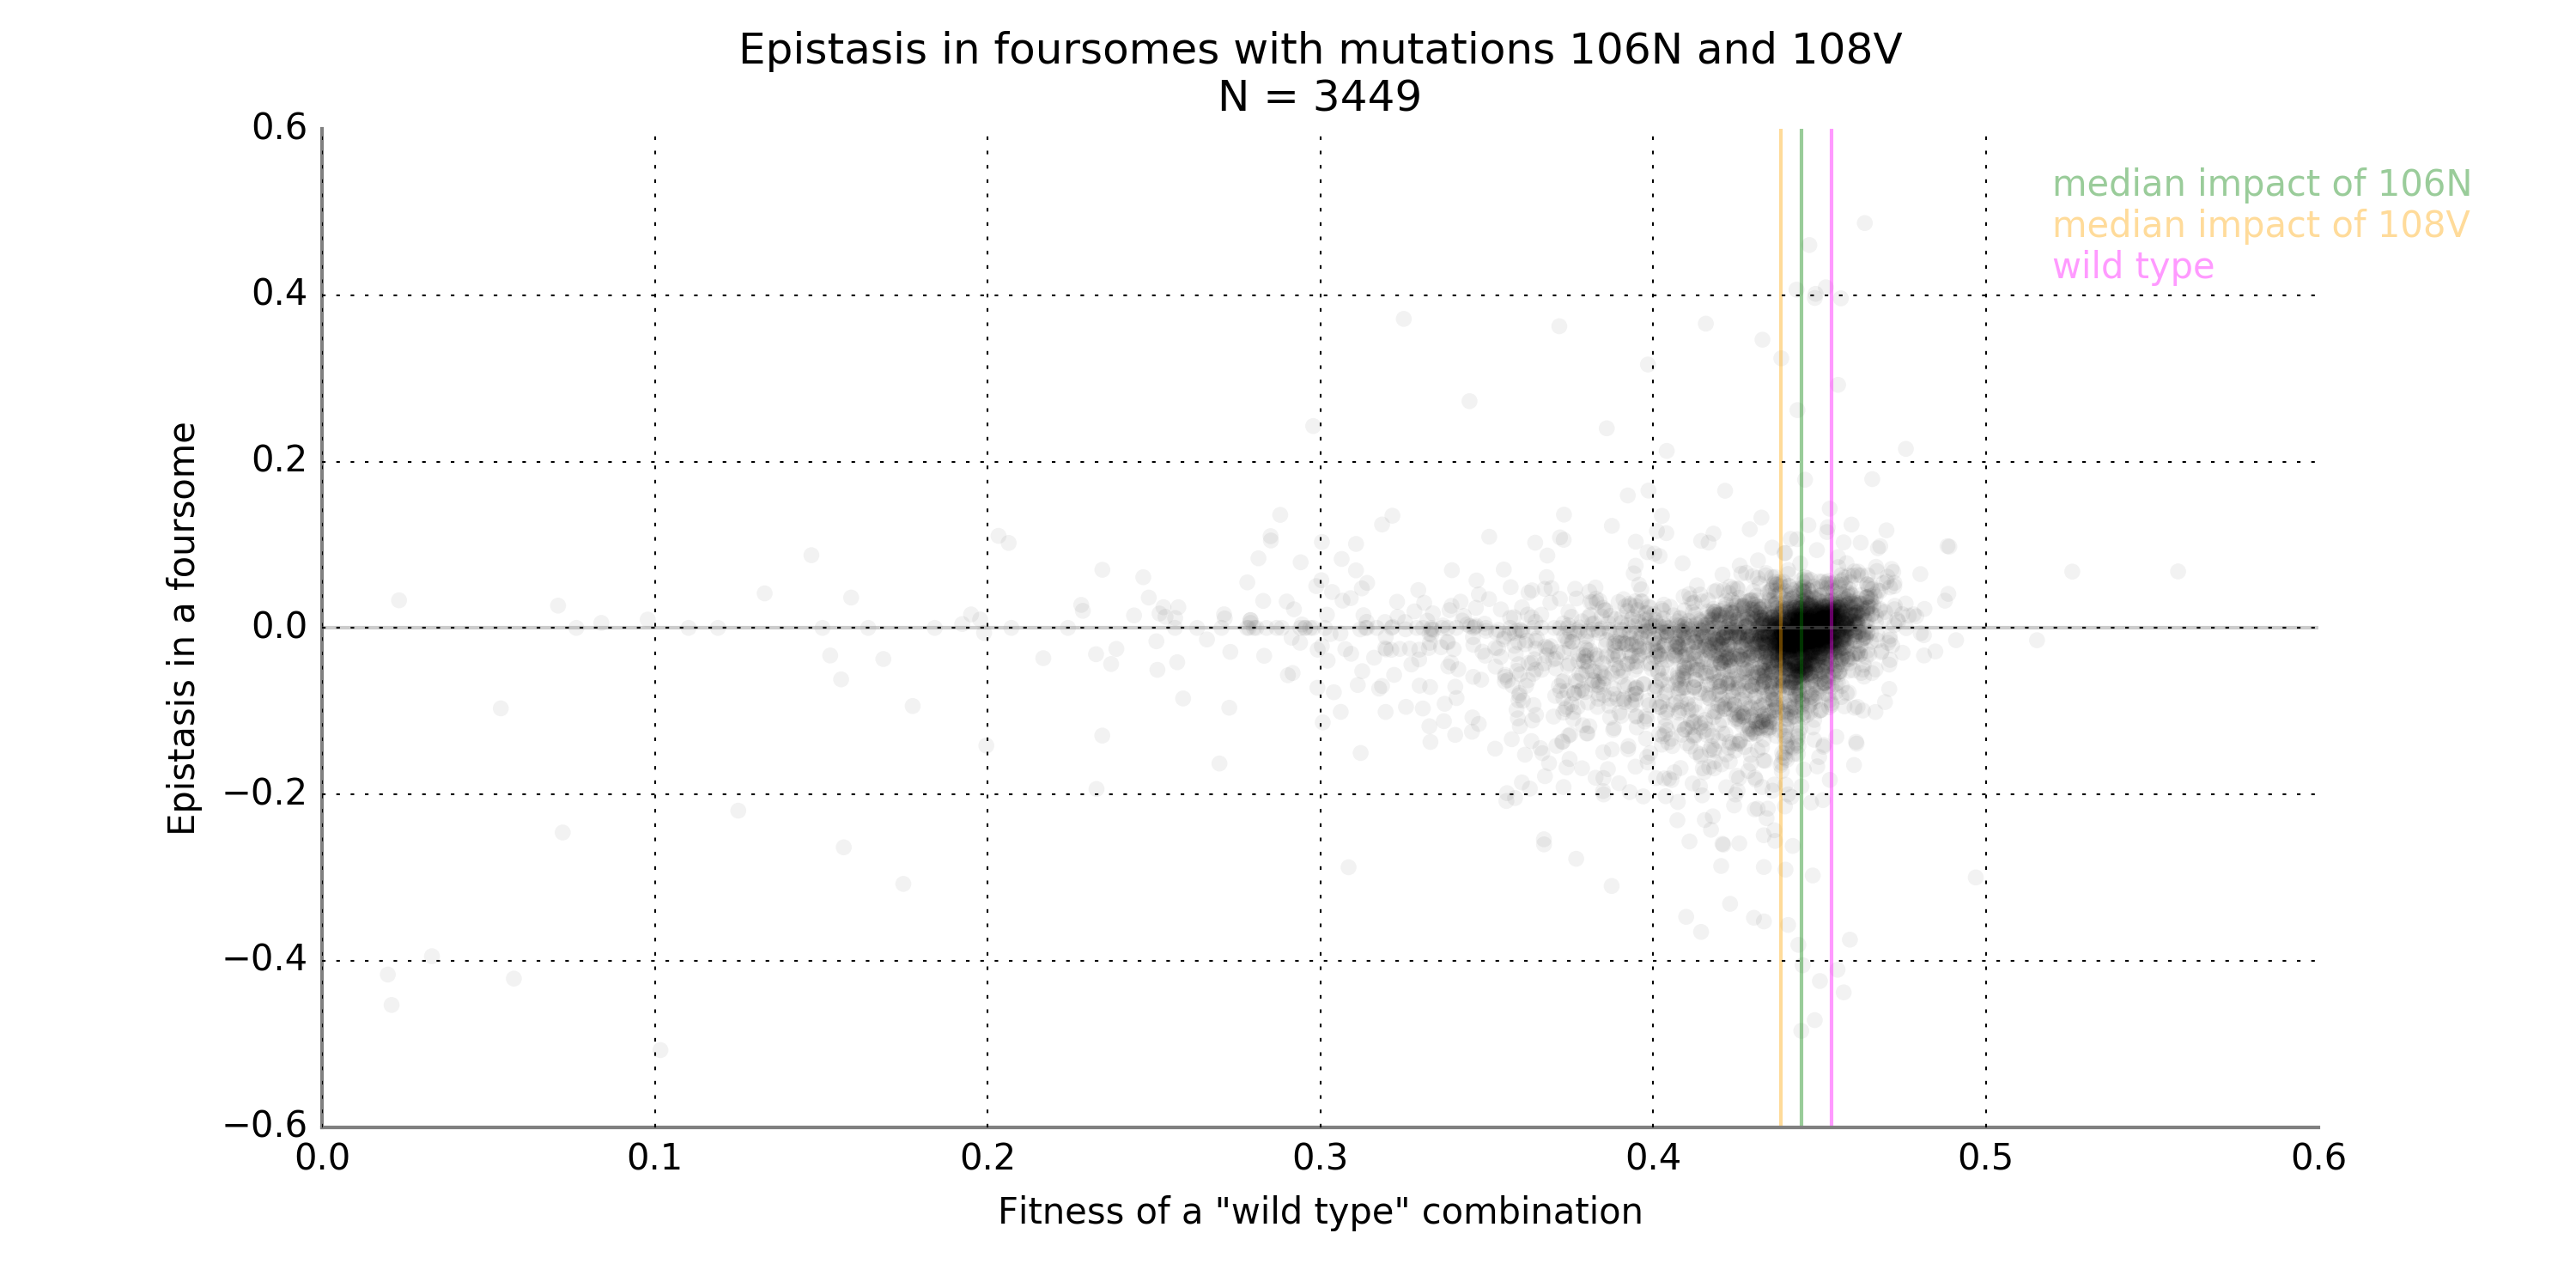 Epistasis in foursomes with mutations 106N and 108V
N = 3449
0.6
0.4
0.2
0.0
−0.2
−0.4
−0.6
Epistasis in a foursome
median impact of 106N
median impact of 108V
wild type
0.0 0.1 0.2 0.3 0.4 0.5 0.6
Fitness of a "wild type" combination